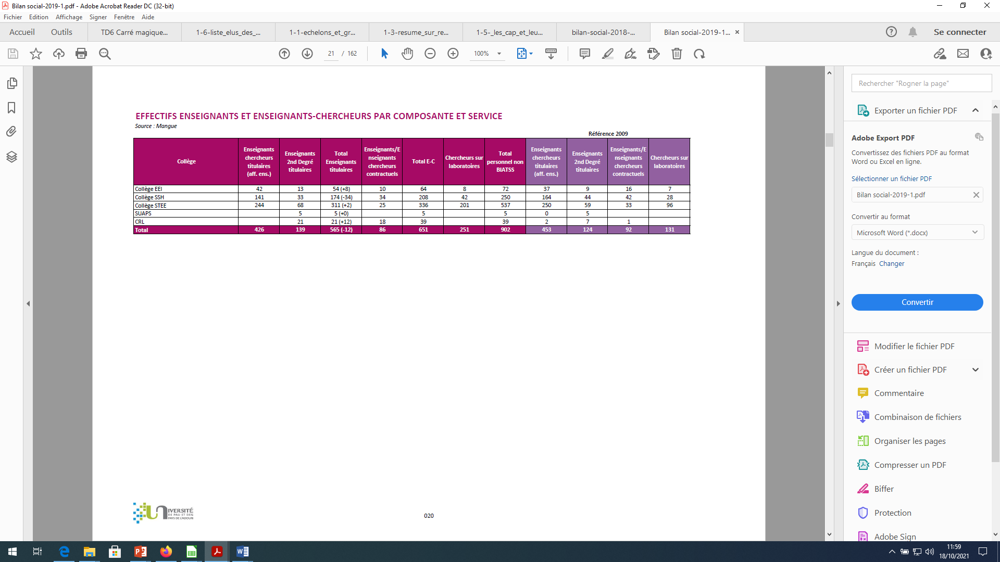 Bilan social-2019-1.pdf - Adobe Acrobat Reader DC (32-bit)
Fichier Edition Affichage Signer Fenêtre Aide
Accueil Outils TD6 Carré magique... 1-6-liste_elus_des_... 1-1-echelons_et_gr... 1-3-resume_sur_re... 1-5-_les_cap_et_leu... bilan-social-2018-... Bilan social-2019-1... × Se connecter
21 / 162 100%
EFFECTIFS ENSEIGNANTS ET ENSEIGNANTS-CHERCHEURS PAR COMPOSANTE ET SERVICE
Source : Mangue
Référence 2009
Collège
Enseignants
chercheurs
titulaires
(aff. ens.)
Enseignants
2nd Degré
titulaires
Total
Enseignants
titulaires
Enseignants/E
nseignants
chercheurs
contractuels
Total E-C
Chercheurs sur
laboratoires
Total
personnel non
BIATSS
Enseignants
chercheurs
titulaires
(aff. ens.)
Enseignants
2nd Degré
titulaires
Enseignants/E
nseignants
chercheurs
contractuels
Chercheurs sur
laboratoires
Collège EEI 42 13 54 (+8) 10 64 8 72 37 9 16 7
Collège SSH 141 33 174 (-34) 34 208 42 250 164 44 42 28
Collège STEE 244 68 311 (+2) 25 336 201 537 250 59 33 96
SUAPS 5 5 (+0) 5 5 0 5
CRL 21 21 (+12) 18 39 39 2 7 1
Total 426 139 565 (-12) 86 651 251 902 453 124 92 131
UNIVERSITÉ
DE PAU ET DES
PAYS DE L'ADOUR
020
Rechercher "Rogner la page"
Exporter un fichier PDF
Adobe Export PDF
Convertissez des fichiers PDF au format
Word ou Excel en ligne.
Sélectionner un fichier PDF
Bilan social-2019-1.pdf
Convertir au format
Microsoft Word (*.docx)
Langue du document :
Français Changer
Convertir
Modifier le fichier PDF
Créer un fichier PDF
Commentaire
Combinaison de fichiers
Organiser les pages
Compresser un PDF
Biffer
Protection
Adobe Sign
11:59
18/10/2021